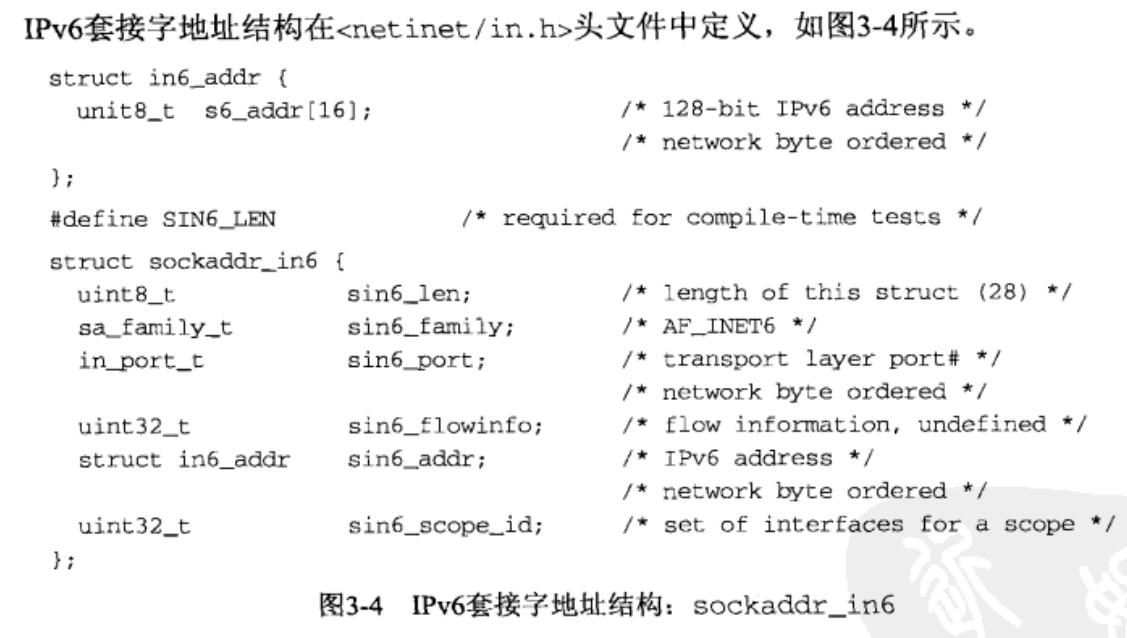 IPv6套接字地址结构在<netinet/in.h>头文件中定义，如图3-4所示。
struct in6_addr {
unit8_t s6_addr[16]; /* 128-bit IPv6 address */
/* network byte ordered */
};
#define SIN6_LEN /* required for compile-time tests */
struct sockaddr_in6 {
uint8_t sin6_len; /* length of this struct (28) */
sa_family_t sin6_family; /* AF_INET6 */
in_port_t sin6_port; /* transport layer port# */
/* network byte ordered */
uint32_t sin6_flowinfo; /* flow information, undefined */
struct in6_addr sin6_addr; /* IPv6 address */
/* network byte ordered */
uint32_t sin6_scope_id; /* set of interfaces for a scope */
};
图3-4 IPv6套接字地址结构：sockaddr_in6